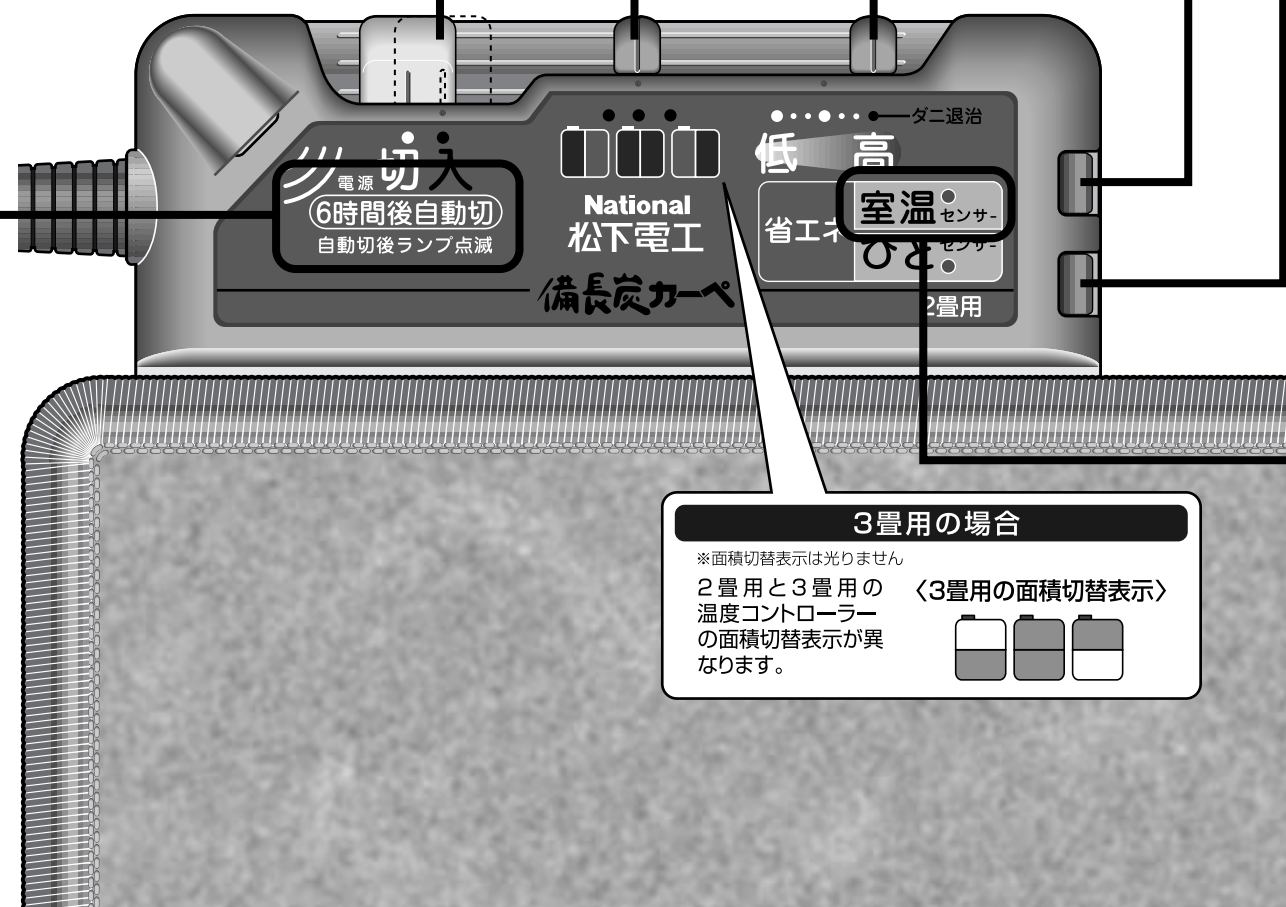 ダニ退治
切 入
低 高
電源
6時間後自動切
自動切後ランプ点滅
National
松下電工
省エネ
室温センサー
ひとセンサー
備長炭カーペ
2畳用
3畳用の場合
※面積切替表示は光りません
2畳用と3畳用の
温度コントローラー
の面積切替表示が異
なります。
〈3畳用の面積切替表示〉